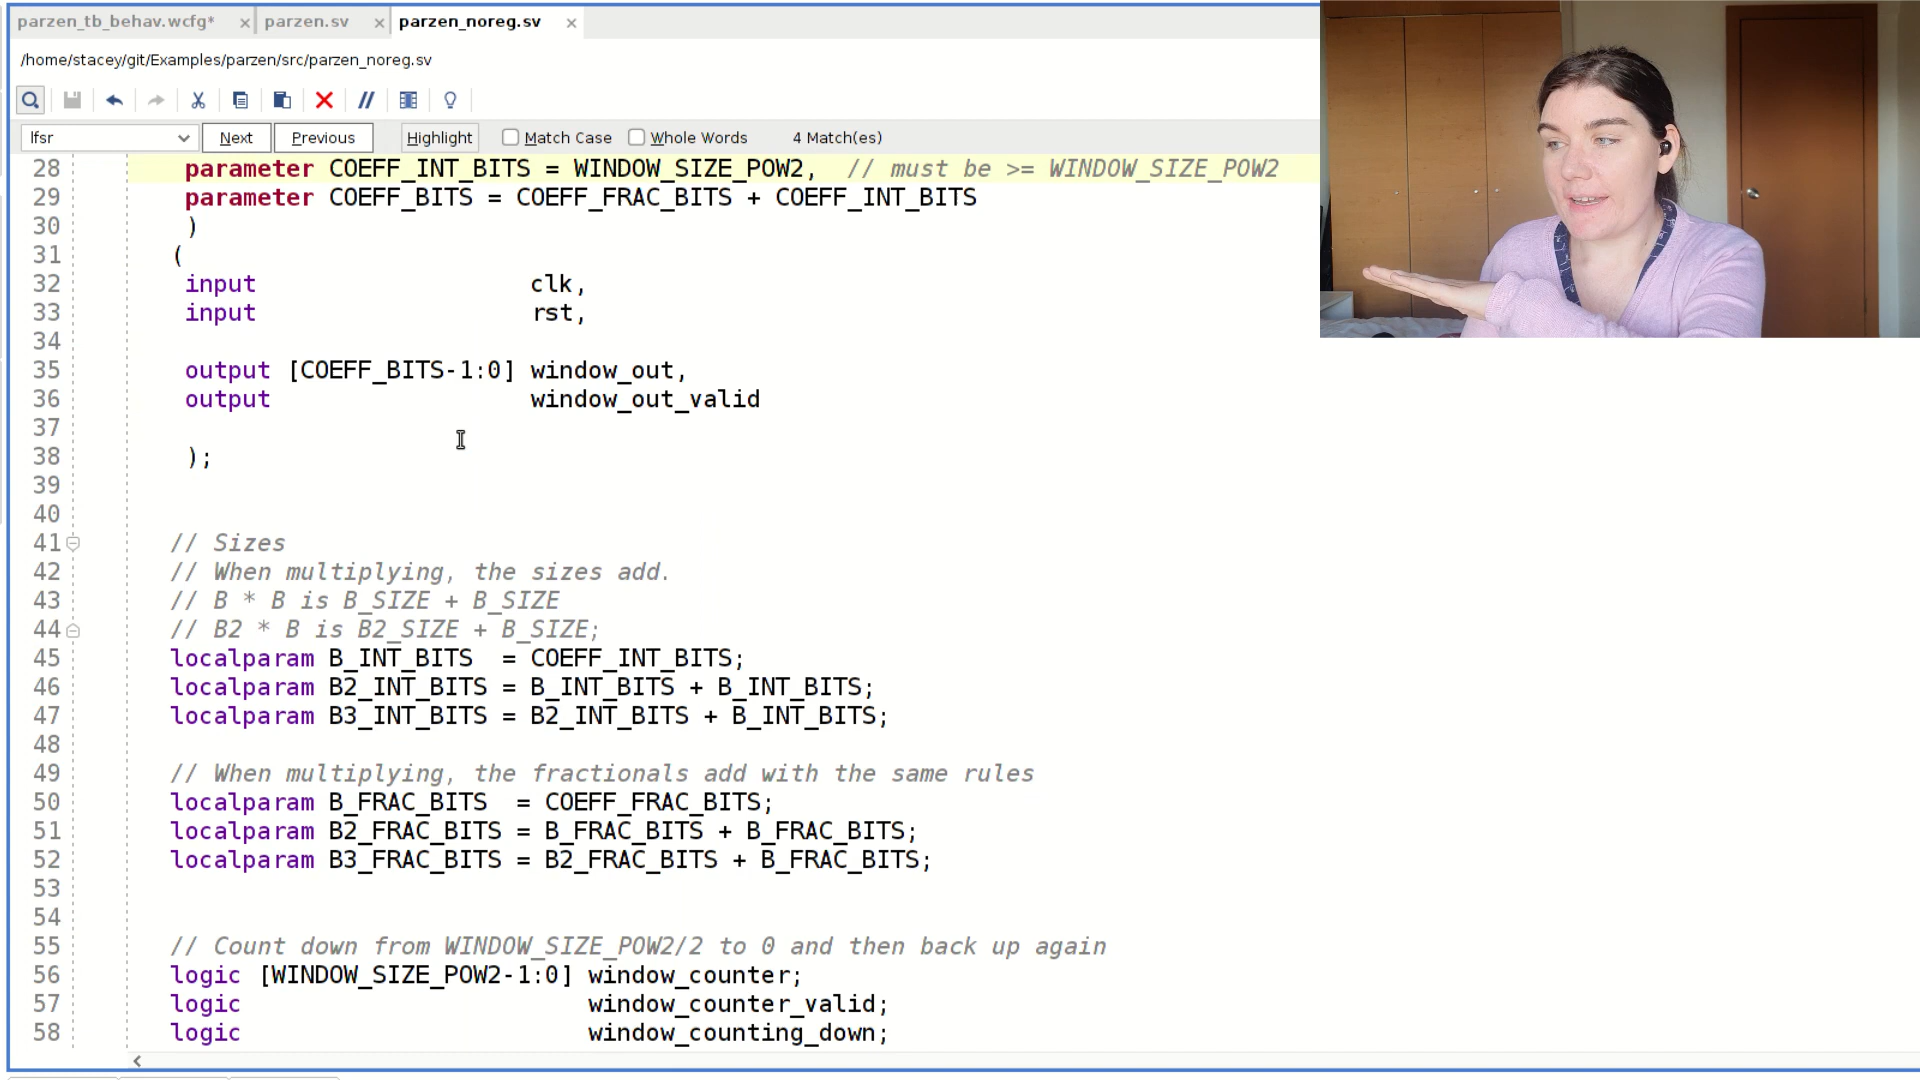 parzen_tb_behav.wcfg* × parzen.sv × parzen_noreg.sv ×
/home/stacey/git/Examples/parzen/src/parzen_noreg.sv
lfsr Next Previous Highlight Match Case Whole Words 4 Match(es)
28 parameter COEFF_INT_BITS = WINDOW_SIZE_POW2, // must be >= WINDOW_SIZE_POW2
29 parameter COEFF_BITS = COEFF_FRAC_BITS + COEFF_INT_BITS
30 )
31 (
32 input clk,
33 input rst,
34
35 output [COEFF_BITS-1:0] window_out,
36 output window_out_valid
37
38 );
39
40
41 // Sizes
42 // When multiplying, the sizes add.
43 // B * B is B_SIZE + B_SIZE
44 // B2 * B is B2_SIZE + B_SIZE;
45 localparam B_INT_BITS = COEFF_INT_BITS;
46 localparam B2_INT_BITS = B_INT_BITS + B_INT_BITS;
47 localparam B3_INT_BITS = B2_INT_BITS + B_INT_BITS;
48
49 // When multiplying, the fractionals add with the same rules
50 localparam B_FRAC_BITS = COEFF_FRAC_BITS;
51 localparam B2_FRAC_BITS = B_FRAC_BITS + B_FRAC_BITS;
52 localparam B3_FRAC_BITS = B2_FRAC_BITS + B_FRAC_BITS;
53
54
55 // Count down from WINDOW_SIZE_POW2/2 to 0 and then back up again
56 logic [WINDOW_SIZE_POW2-1:0] window_counter;
57 logic window_counter_valid;
58 logic window_counting_down;